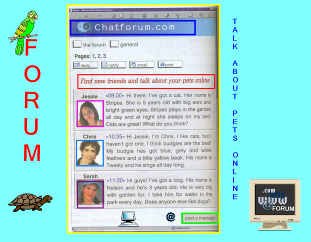 FORUM
Chatforum.com
the forum general
Pages: 1, 2, 3
reply notify email print
Find new friends and talk about your pets online
Jessie «09:00» Hi there. I've got a cat. Her name is
Stripes. She is 5 years old with big ears and
bright green eyes. Stripes plays in the garden
all day and at night she sleeps on my bed.
Cats are great! What do you think?
Chris «10:35» Hi Jessie, I'm Chris. I like cats, but I
haven't got one. I think budgies are the best!
My budgie has got blue, grey and white
feathers and a little yellow beak. His name is
Tweety and he sings all-day long.
Sarah «11:20» Hi guys! I've got a dog. His name is
Nelson and he's 3 years old. He is very big
with golden fur. I take him for walks in the
park every day. Does anyone else like dogs?
@ post a message
TALK ABOUT PETS ONLINE
.com
WWW
FORUM